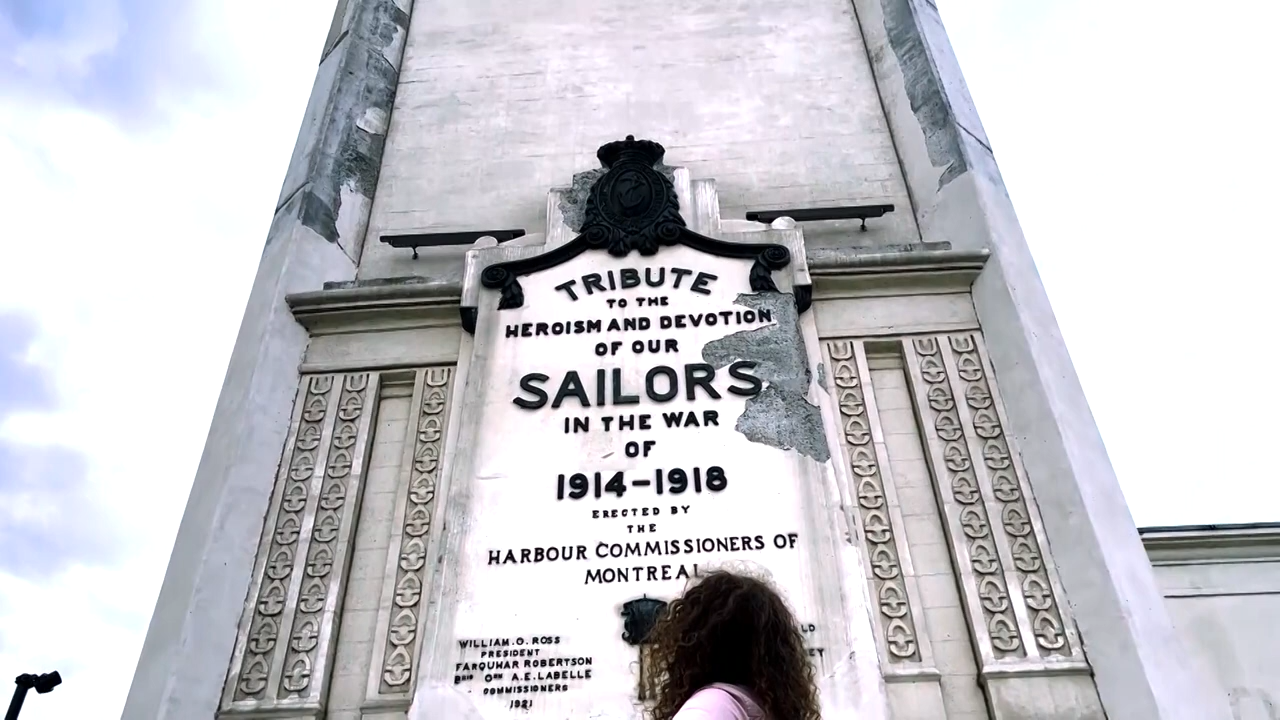 TRIBUTE
TO THE
HEROISM AND DEVOTION
OF OUR
SAILORS
IN THE WAR
OF
1914-1918
ERECTED BY
THE
HARBOUR COMMISSIONERS OF
MONTREAL
WILLIAM.O. ROSS
PRESIDENT
FARQUHAR ROBERTSON
A.E. LABELLE
COMMISSIONERS
1921